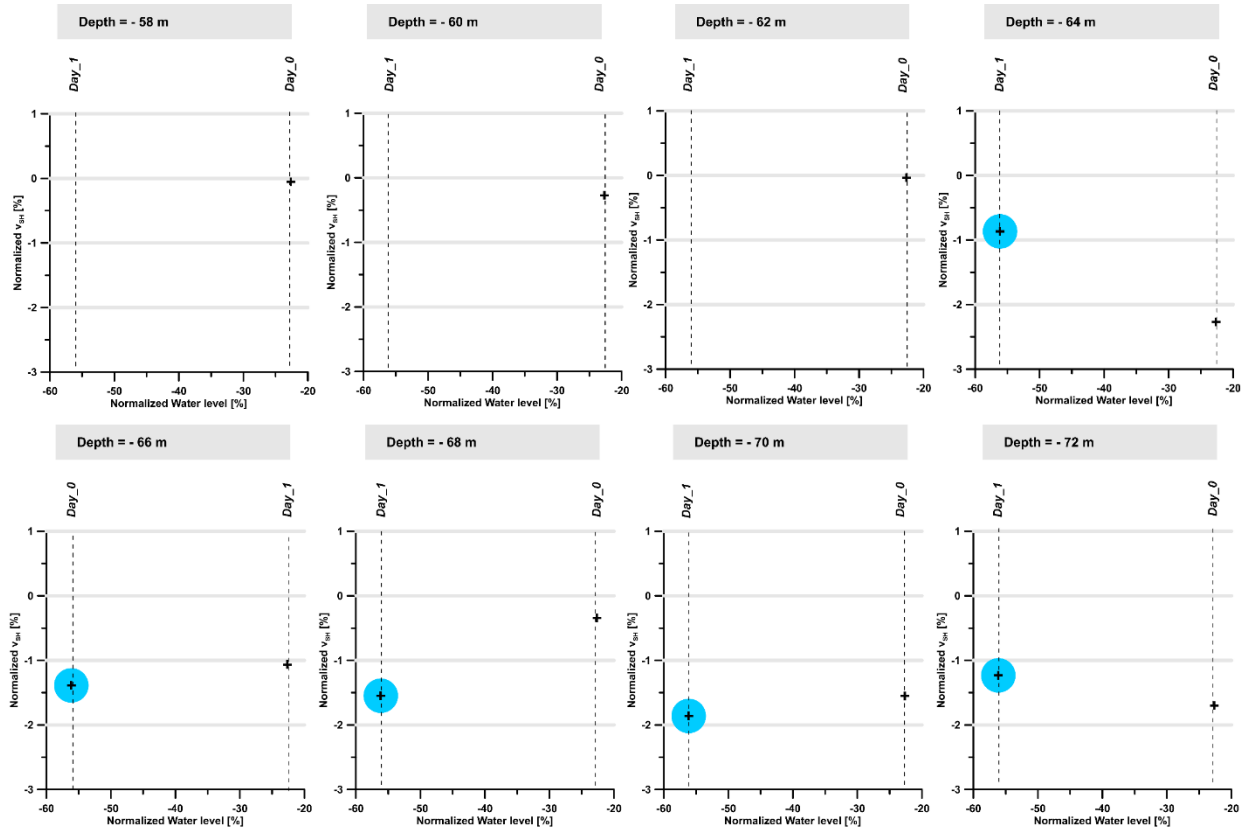 Depth = - 58 m
Day_1
Day_0
1
0
-1
-2
-3
Normalized vSH [%]
-60 -50 -40 -30 -20
Normalized Water level [%]
Depth = - 60 m
Day_1
Day_0
1
0
-1
-2
-3
Normalized vSH [%]
-60 -50 -40 -30 -20
Normalized Water level [%]
Depth = - 62 m
Day_1
Day_0
1
0
-1
-2
-3
Normalized vSH [%]
-60 -50 -40 -30 -20
Normalized Water level [%]
Depth = - 64 m
Day_1
Day_0
1
0
-1
-2
-3
Normalized vSH [%]
-60 -50 -40 -30 -20
Normalized Water level [%]
Depth = - 66 m
Day_0
Day_1
1
0
-1
-2
-3
Normalized vSH [%]
-60 -50 -40 -30 -20
Normalized Water level [%]
Depth = - 68 m
Day_1
Day_0
1
0
-1
-2
-3
Normalized vSH [%]
-60 -50 -40 -30 -20
Normalized Water level [%]
Depth = - 70 m
Day_1
Day_0
1
0
-1
-2
-3
Normalized vSH [%]
-60 -50 -40 -30 -20
Normalized Water level [%]
Depth = - 72 m
Day_1
Day_0
1
0
-1
-2
-3
Normalized vSH [%]
-60 -50 -40 -30 -20
Normalized Water level [%]